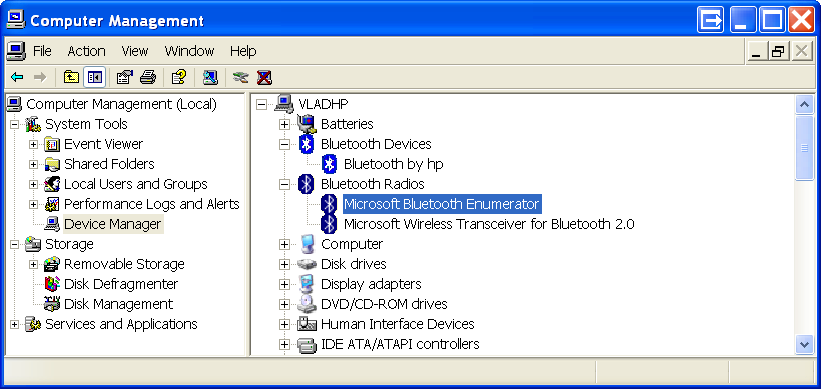 Computer Management
File Action View Window Help
Computer Management (Local)
System Tools
Event Viewer
Shared Folders
Local Users and Groups
Performance Logs and Alerts
Device Manager
Storage
Removable Storage
Disk Defragmenter
Disk Management
Services and Applications
VLADHP
Batteries
Bluetooth Devices
Bluetooth by hp
Bluetooth Radios
Microsoft Bluetooth Enumerator
Microsoft Wireless Transceiver for Bluetooth 2.0
Computer
Disk drives
Display adapters
DVD/CD-ROM drives
Human Interface Devices
IDE ATA/ATAPI controllers